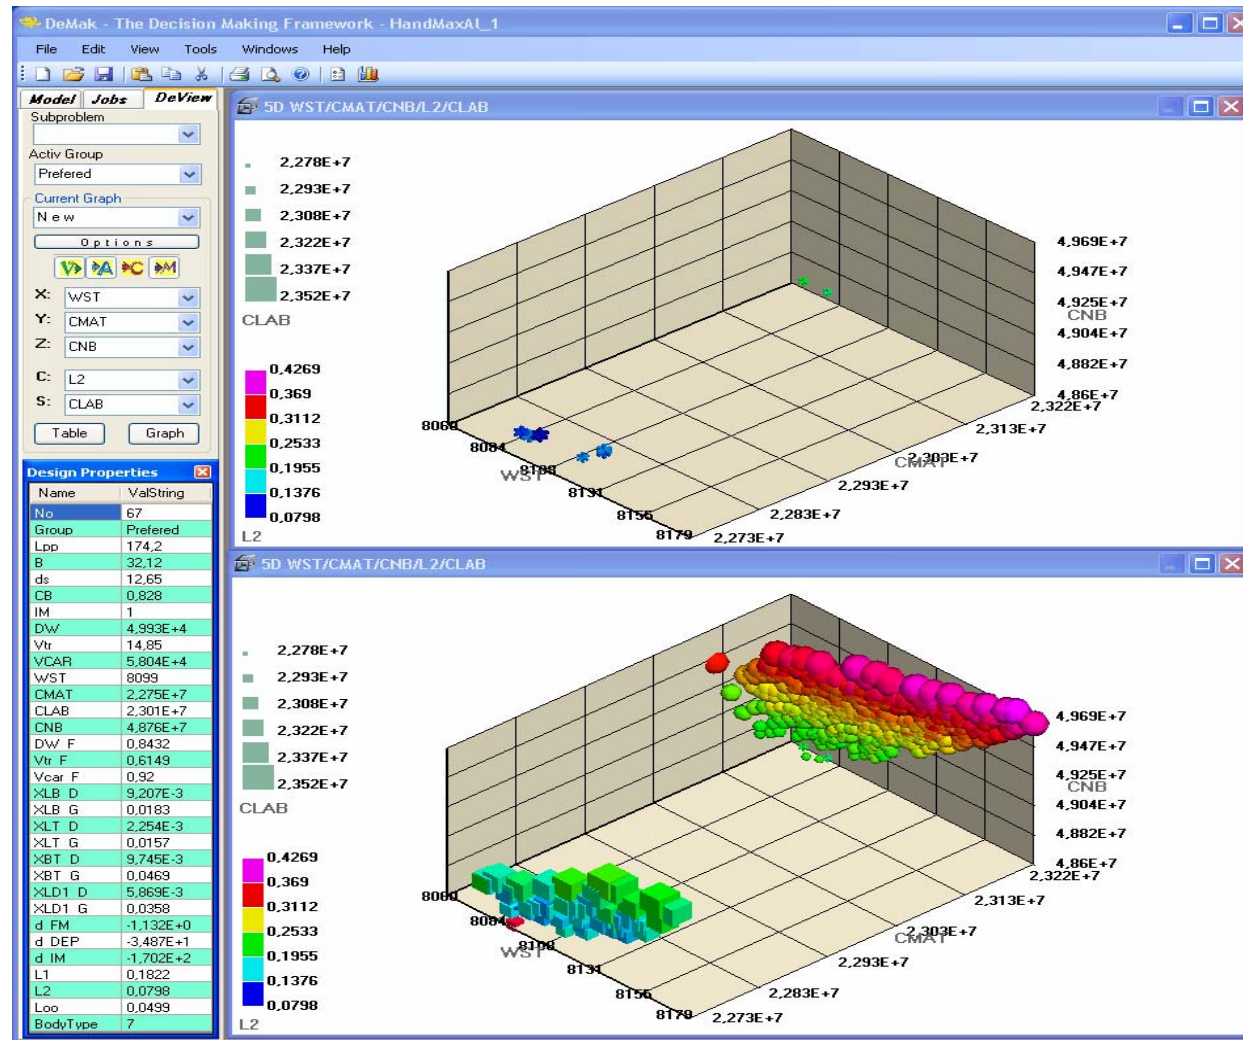 DeMak - The Decision Making Framework - HandMaxAL_1
File Edit View Tools Windows Help
Model Jobs DeView
Subproblem
Activ Group
Prefered
Current Graph
New
Options
V A C M
X: WST
Y: CMAT
Z: CNB
C: L2
S: CLAB
Table Graph
Design Properties
Name ValString
No 67
Group Prefered
Lpp 174,2
B 32,12
ds 12,65
CB 0,828
IM 1
DW 4,993E+4
Vtr 14,85
VCAR 5,804E+4
WST 8099
CMAT 2,275E+7
CLAB 2,301E+7
CNB 4,876E+7
DW F 0,8432
Vtr F 0,6149
Vcar F 0,92
XLB D 9,207E-3
XLB G 0,0183
XLT D 2,254E-3
XLT G 0,0157
XBT D 9,745E-3
XBT G 0,0469
XLD1 D 5,869E-3
XLD1 G 0,0358
d FM -1,132E+0
d DEP -3,487E+1
d IM -1,702E+2
L1 0,1822
L2 0,0798
Loo 0,0499
BodyType 7
5D WST/CMAT/CNB/L2/CLAB
2,278E+7
2,293E+7
2,308E+7
2,322E+7
2,337E+7
2,352E+7
CLAB
0,4269
0,369
0,3112
0,2533
0,1955
0,1376
0,0798
L2
8060
8084
8108
WST
8131
8155
8179
2,273E+7
2,283E+7
2,293E+7
2,303E+7
CMAT
2,313E+7
2,322E+7
4,969E+7
4,947E+7
4,925E+7
CNB
4,904E+7
4,882E+7
4,86E+7
5D WST/CMAT/CNB/L2/CLAB
2,278E+7
2,293E+7
2,308E+7
2,322E+7
2,337E+7
2,352E+7
CLAB
0,4269
0,369
0,3112
0,2533
0,1955
0,1376
0,0798
L2
8060
8084
8108
WST
8131
8155
8179
2,273E+7
2,283E+7
2,293E+7
2,303E+7
CMAT
2,313E+7
2,322E+7
4,969E+7
4,947E+7
4,925E+7
CNB
4,904E+7
4,882E+7
4,86E+7